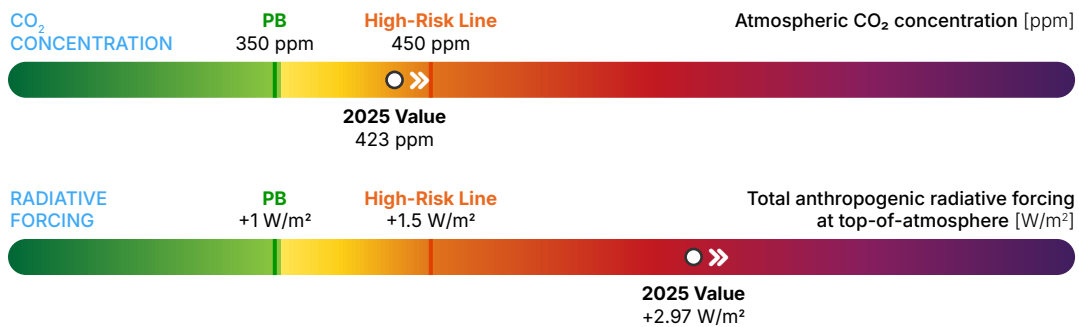 CO₂
CONCENTRATION
PB
350 ppm
High-Risk Line
450 ppm
Atmospheric CO₂ concentration [ppm]
2025 Value
423 ppm
RADIATIVE
FORCING
PB
+1 W/m²
High-Risk Line
+1.5 W/m²
Total anthropogenic radiative forcing
at top-of-atmosphere [W/m²]
2025 Value
+2.97 W/m²